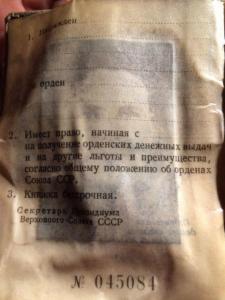 1. Награжден
орден
2. Имеет право, начиная с
на получение орденских денежных выдач
и на другие льготы и преимущества,
согласно общему положению об орденах
Союза ССР.
3. Книжка бессрочная.
Секретарь Президиума
Верховного Совета СССР
№ 045084